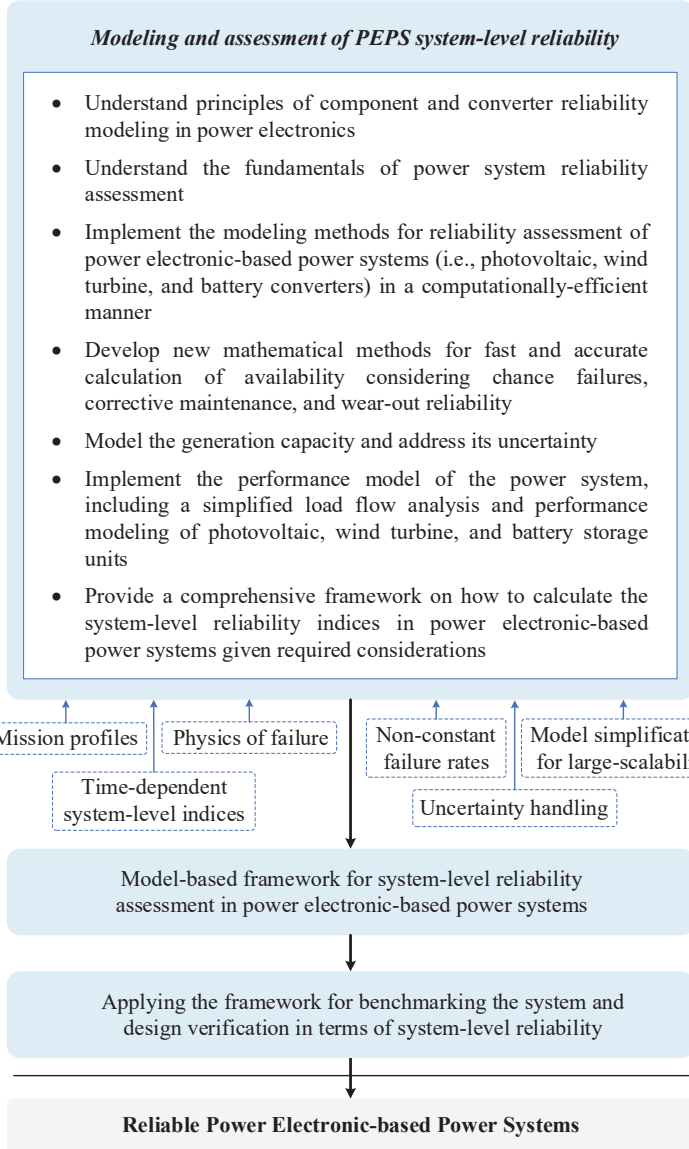 Modeling and assessment of PEPS system-level reliability
• Understand principles of component and converter reliability
modeling in power electronics
• Understand the fundamentals of power system reliability
assessment
• Implement the modeling methods for reliability assessment of
power electronic-based power systems (i.e., photovoltaic, wind
turbine, and battery converters) in a computationally-efficient
manner
• Develop new mathematical methods for fast and accurate
calculation of availability considering chance failures,
corrective maintenance, and wear-out reliability
• Model the generation capacity and address its uncertainty
• Implement the performance model of the power system,
including a simplified load flow analysis and performance
modeling of photovoltaic, wind turbine, and battery storage
units
• Provide a comprehensive framework on how to calculate the
system-level reliability indices in power electronic-based
power systems given required considerations
Mission profiles
Physics of failure
Non-constant
failure rates
Model simplificat
for large-scalabili
Time-dependent
system-level indices
Uncertainty handling
Model-based framework for system-level reliability
assessment in power electronic-based power systems
Applying the framework for benchmarking the system and
design verification in terms of system-level reliability
Reliable Power Electronic-based Power Systems